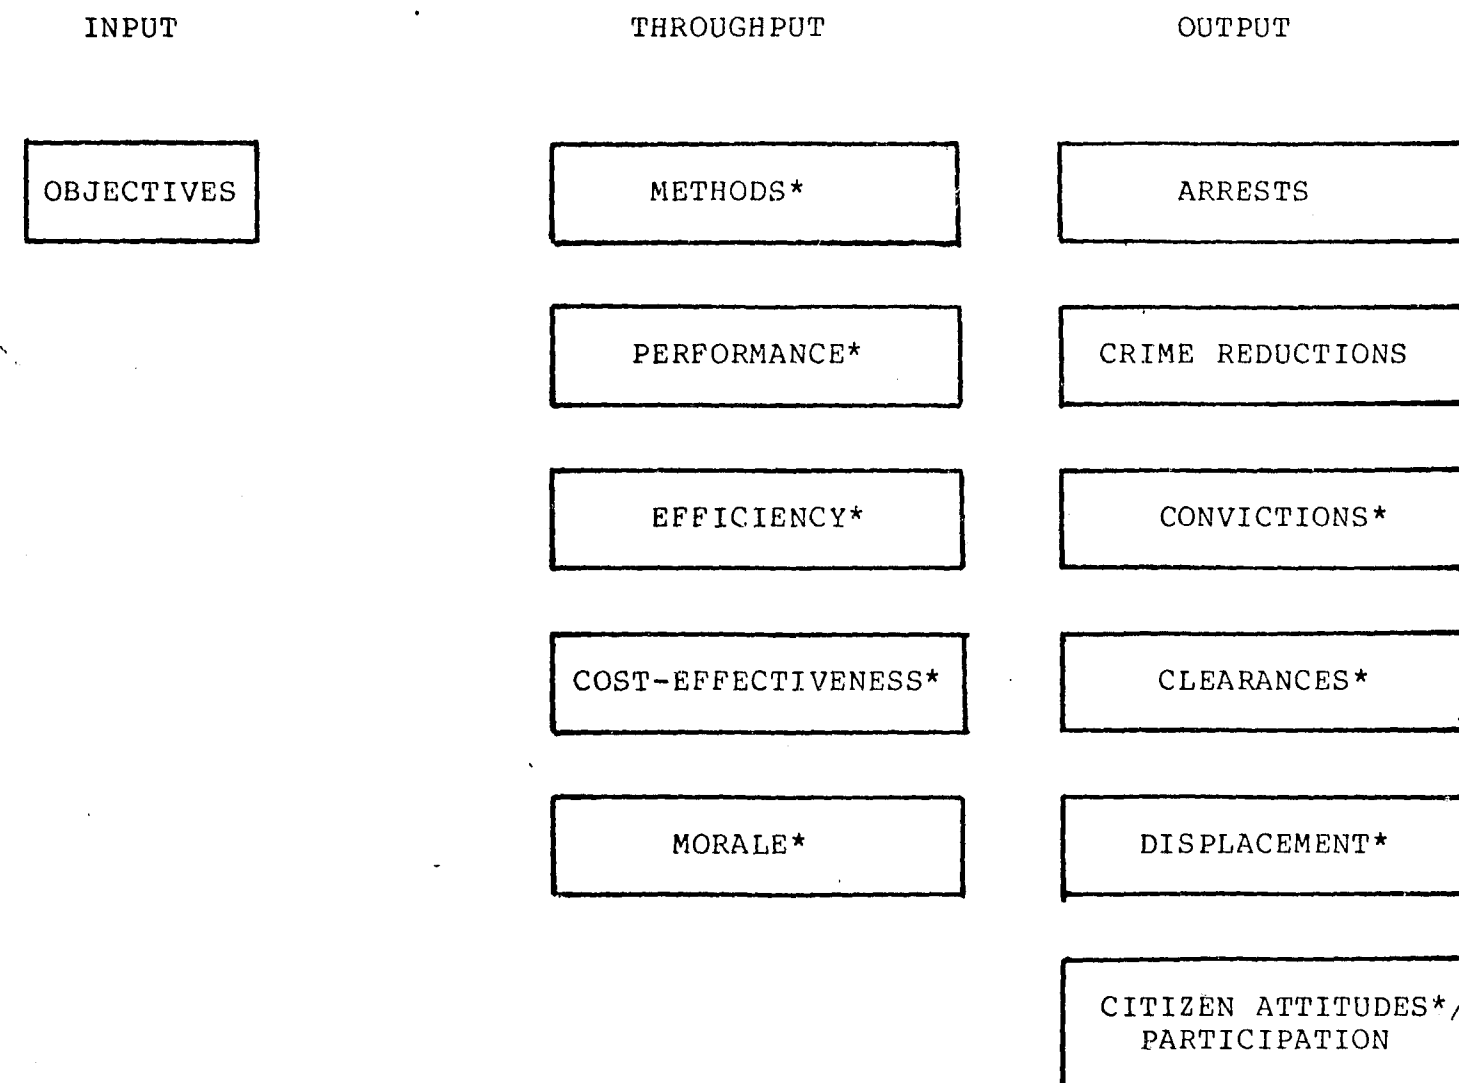 INPUT THROUGHPUT OUTPUT
OBJECTIVES METHODS* ARRESTS
PERFORMANCE* CRIME REDUCTIONS
EFFICIENCY* CONVICTIONS*
COST-EFFECTIVENESS* CLEARANCES*
MORALE* DISPLACEMENT*
CITIZEN ATTITUDES*/
PARTICIPATION